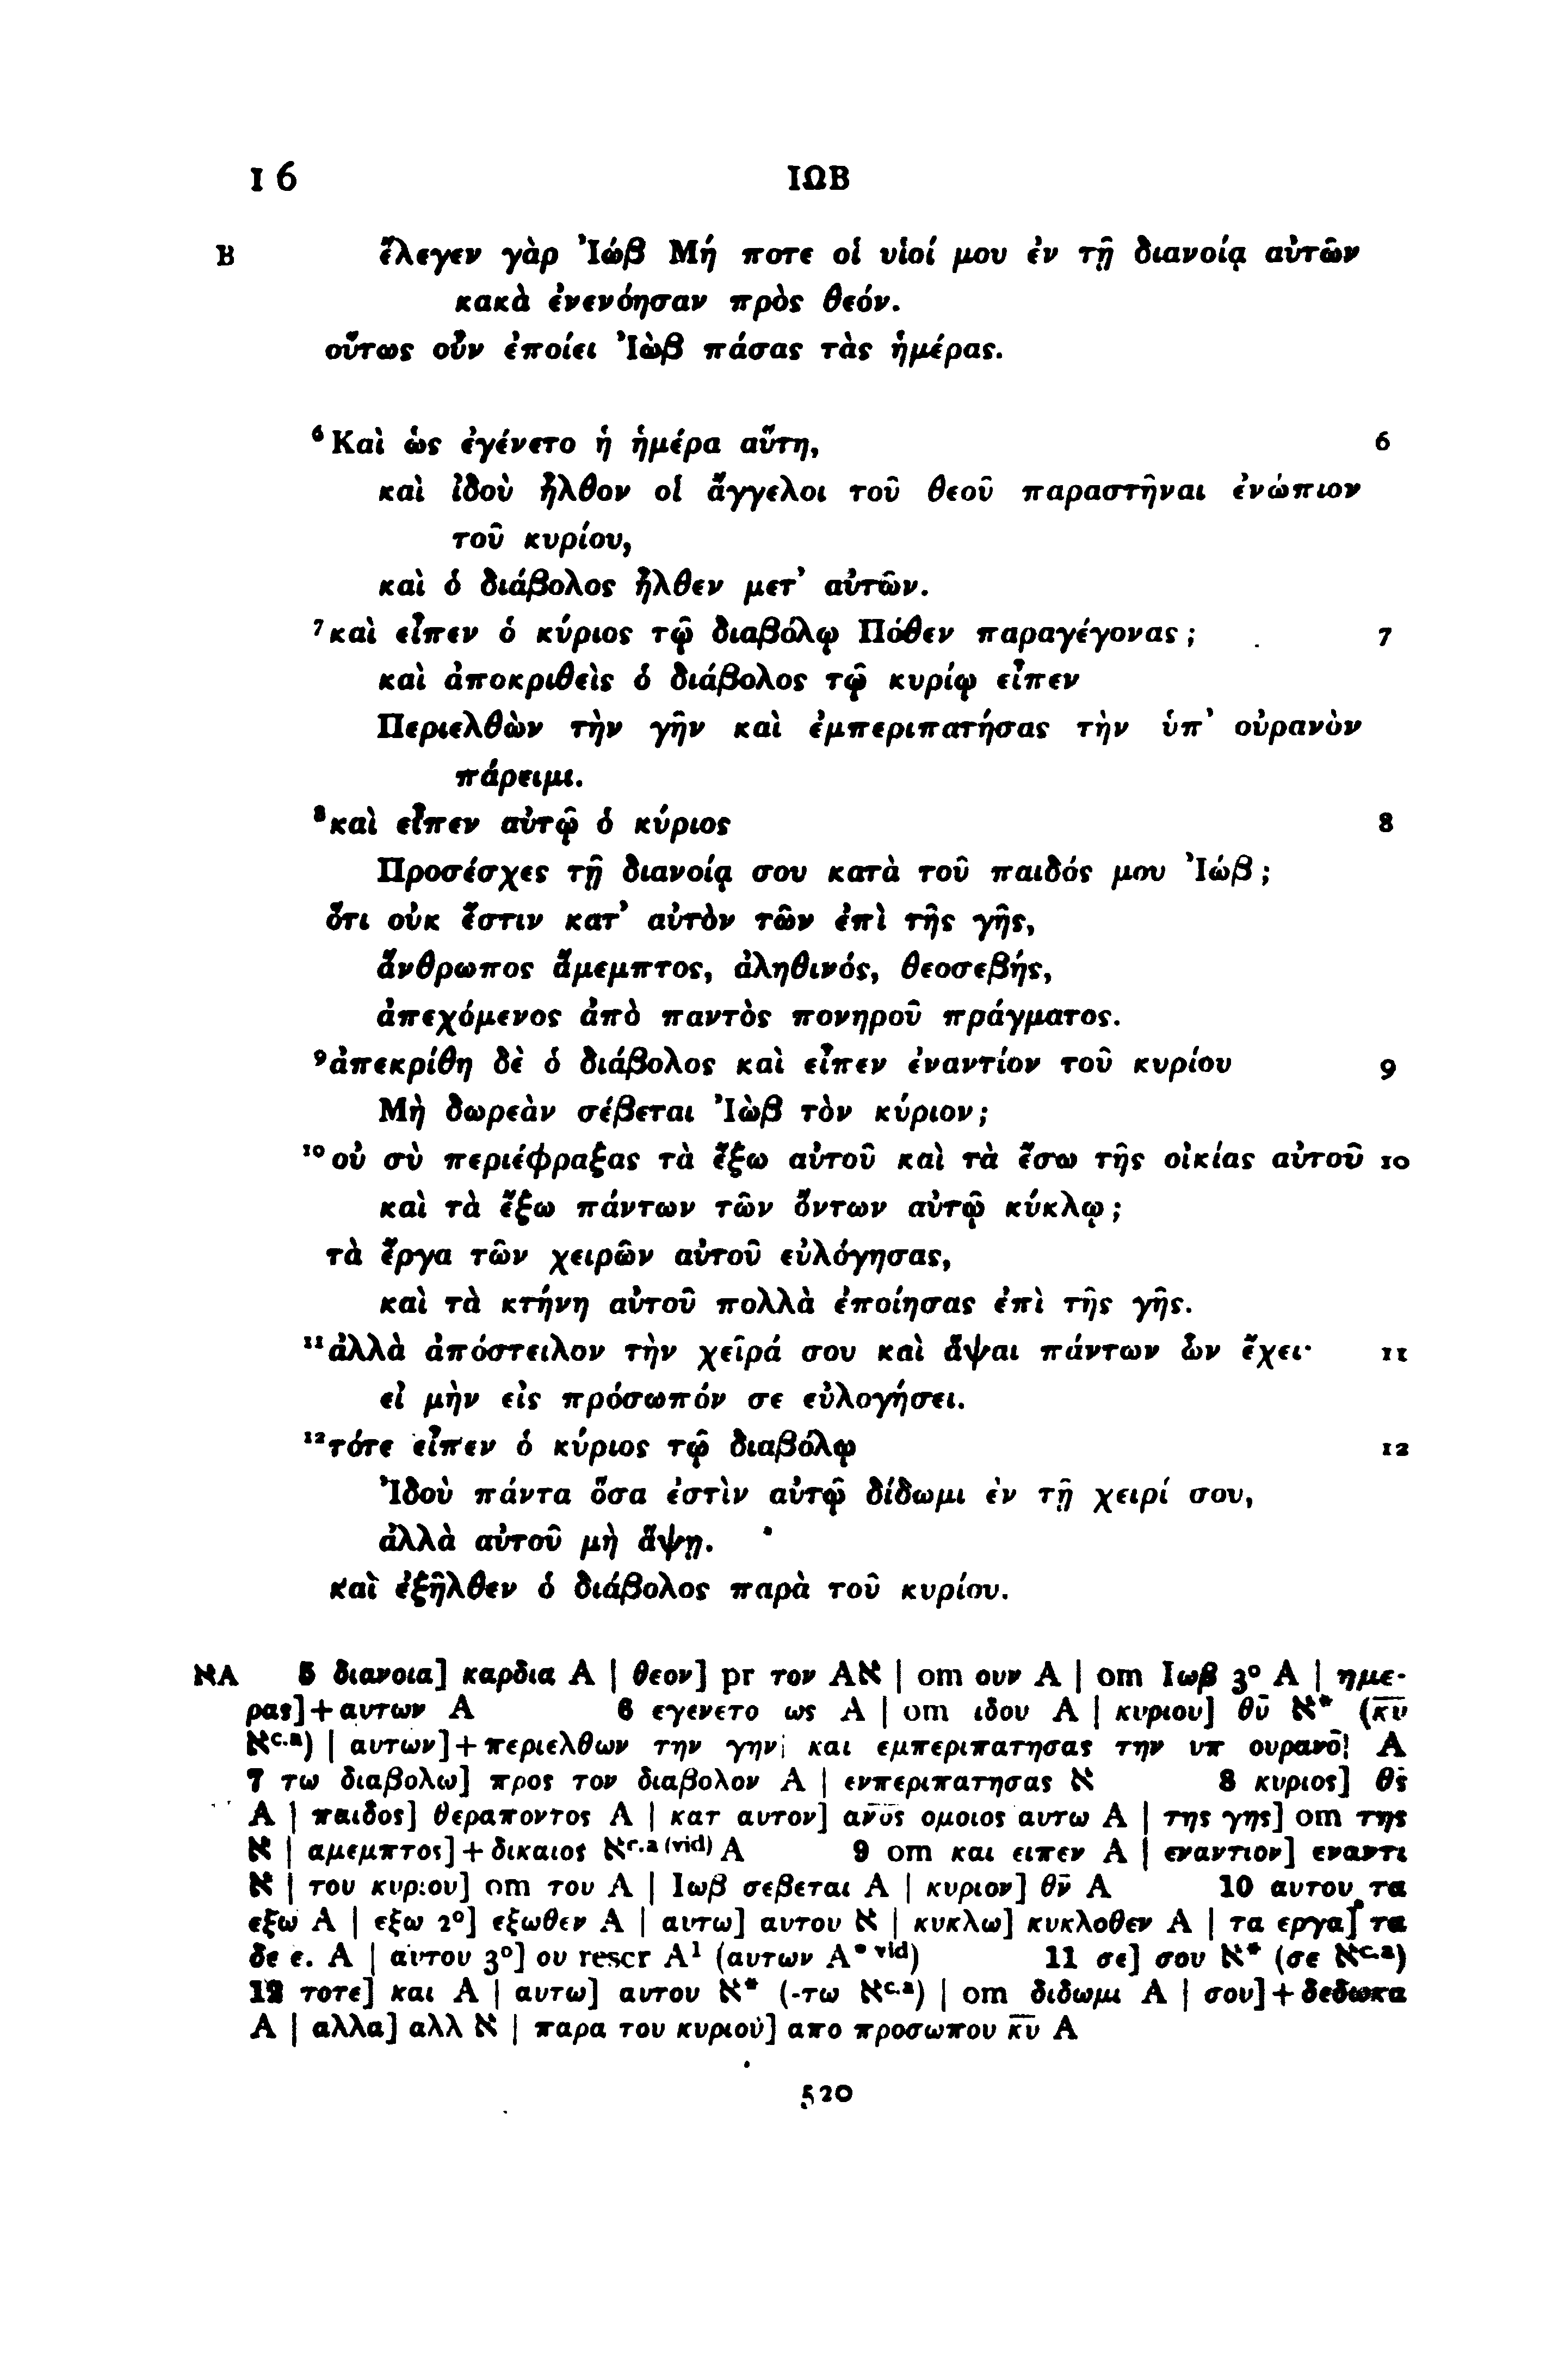 I 6 ΙΩΒ
B ἔλεγεν γὰρ Ἰώβ Μή ποτε οἱ υἱοί μου ἐν τῇ διανοίᾳ αὐτῶν
κακὰ ἐνενόησαν πρὸς θεόν.
οὕτως οὖν ἐποίει Ἰὼβ πάσας τὰς ἡμέρας.
⁶Καὶ ὡς ἐγένετο ἡ ἡμέρα αὕτη, 6
καὶ ἰδοὺ ἦλθον οἱ ἄγγελοι τοῦ θεοῦ παραστῆναι ἐνώπιον
τοῦ κυρίου,
καὶ ὁ διάβολος ἦλθεν μετ᾽ αὐτῶν.
⁷καὶ εἶπεν ὁ κύριος τῷ διαβόλῳ Πόθεν παραγέγονας; 7
καὶ ἀποκριθεὶς ὁ διάβολος τῷ κυρίῳ εἶπεν
Περιελθὼν τὴν γῆν καὶ ἐμπεριπατήσας τὴν ὑπ᾽ οὐρανὸν
πάρειμι.
⁸καὶ εἶπεν αὐτῷ ὁ κύριος 8
Προσέσχες τῇ διανοίᾳ σου κατὰ τοῦ παιδός μου Ἰώβ;
ὅτι οὐκ ἔστιν κατ᾽ αὐτὸν τῶν ἐπὶ τῆς γῆς,
ἄνθρωπος ἄμεμπτος, ἀληθινός, θεοσεβής,
ἀπεχόμενος ἀπὸ παντὸς πονηροῦ πράγματος.
⁹ἀπεκρίθη δὲ ὁ διάβολος καὶ εἶπεν ἐναντίον τοῦ κυρίου 9
Μὴ δωρεὰν σέβεται Ἰὼβ τὸν κύριον;
¹⁰οὐ σὺ περιέφραξας τὰ ἔξω αὐτοῦ καὶ τὰ ἔσω τῆς οἰκίας αὐτοῦ 10
καὶ τὰ ἔξω πάντων τῶν ὄντων αὐτῷ κύκλῳ;
τὰ ἔργα τῶν χειρῶν αὐτοῦ εὐλόγησας,
καὶ τὰ κτήνη αὐτοῦ πολλὰ ἐποίησας ἐπὶ τῆς γῆς.
¹¹ἀλλὰ ἀπόστειλον τὴν χεῖρά σου καὶ ἅψαι πάντων ὧν ἔχει· 11
εἰ μὴν εἰς πρόσωπόν σε εὐλογήσει.
¹²τότε εἶπεν ὁ κύριος τῷ διαβόλῳ 12
Ἰδοὺ πάντα ὅσα ἐστὶν αὐτῷ δίδωμι ἐν τῇ χειρί σου,
ἀλλὰ αὐτοῦ μὴ ἅψῃ.
καὶ ἐξῆλθεν ὁ διάβολος παρὰ τοῦ κυρίου.
אA 5 διανοια] καρδια A | θεον] pr τον Aא | om ουν A | om Ιωβ 3° A | ημε-
ρας]+αυτων A 6 εγενετο ως A | om ιδου A | κυριου] θ̅υ̅ א* (κ̅υ̅
אᶜ·ᵃ) | αυτων]+περιελθων την γην| και εμπεριπατησας την υπ ουρανο̅| A
7 τω διαβολω] προς τον διαβολον A | ενπεριπατησας א 8 κυριος] θ̅ς̅
A | παιδος] θεραποντος A | κατ αυτον] α̅ν̅ο̅ς̅ ομοιος αυτω A | της γης] om της
א | αμεμπτος]+δικαιος אᶜ·ᵃ ⁽ᵛⁱᵈ⁾ A 9 om και ειπεν A | εναντιον] εναντι
א | του κυριου] om του A | Ιωβ σεβεται A | κυριον] θ̅ν̅ A 10 αυτου τα
εξω A | εξω 2°] εξωθεν A | αυτω] αυτου א | κυκλω] κυκλοθεν A | τα εργα] τα
δε ε. A | αυτου 3°] ου rescr A¹ (αυτων A* ᵛⁱᵈ) 11 σε] σου א* (σε אᶜ·ᵃ)
12 τοτε] και A | αυτω] αυτου א* (-τω אᶜ·ᵃ) | om διδωμι A | σου]+δεδωκα
A | αλλα] αλλ א | παρα του κυριου] απο προσωπου κ̅υ̅ A
520